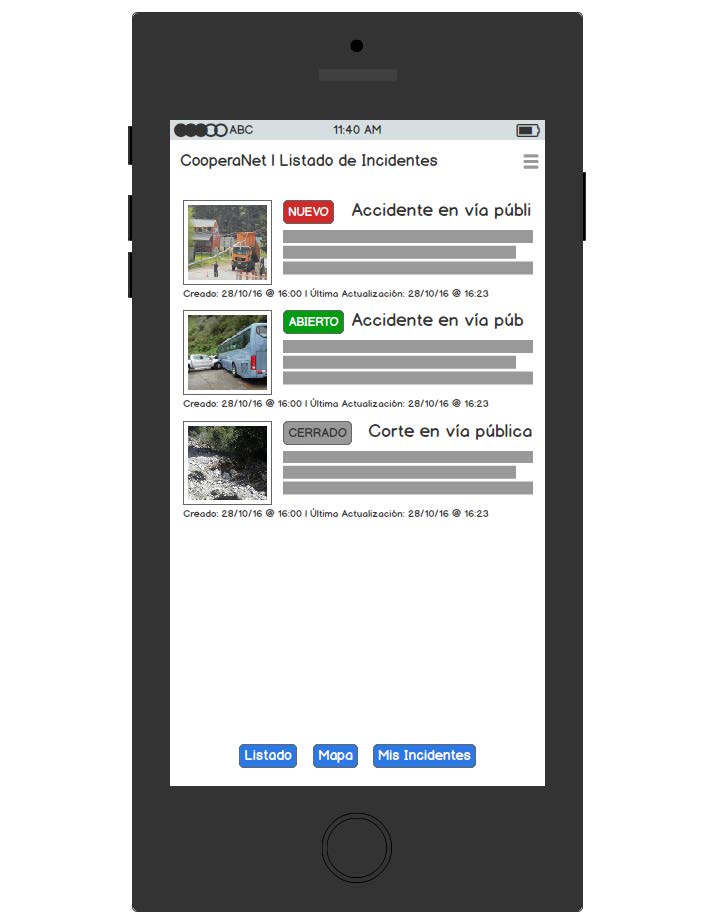 ABC 11:40 AM
CooperaNet | Listado de Incidentes
NUEVO Accidente en vía públi
Creado: 28/10/16 @ 16:00 | Última Actualización: 28/10/16 @ 16:23
ABIERTO Accidente en vía púb
Creado: 28/10/16 @ 16:00 | Última Actualización: 28/10/16 @ 16:23
CERRADO Corte en vía pública
Creado: 28/10/16 @ 16:00 | Última Actualización: 28/10/16 @ 16:23
Listado Mapa Mis Incidentes